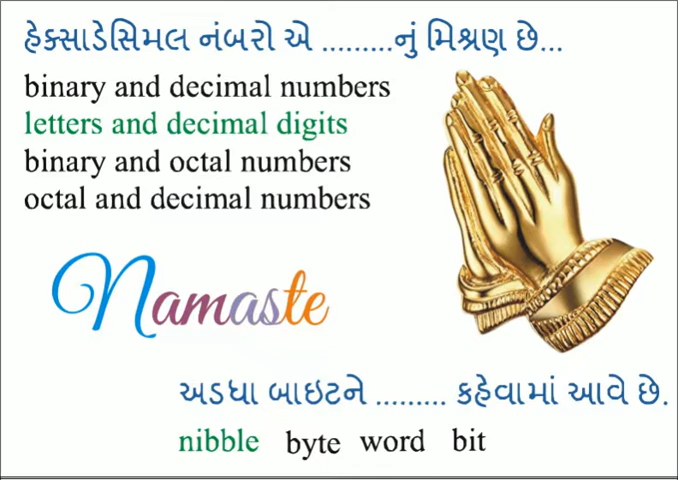 હેક્સાડેસિમલ નંબરો એ .........નું મિશ્રણ છે...
binary and decimal numbers
letters and decimal digits
binary and octal numbers
octal and decimal numbers
Namaste
અડધા બાઇટને ......... કહેવામાં આવે છે.
nibble byte word bit